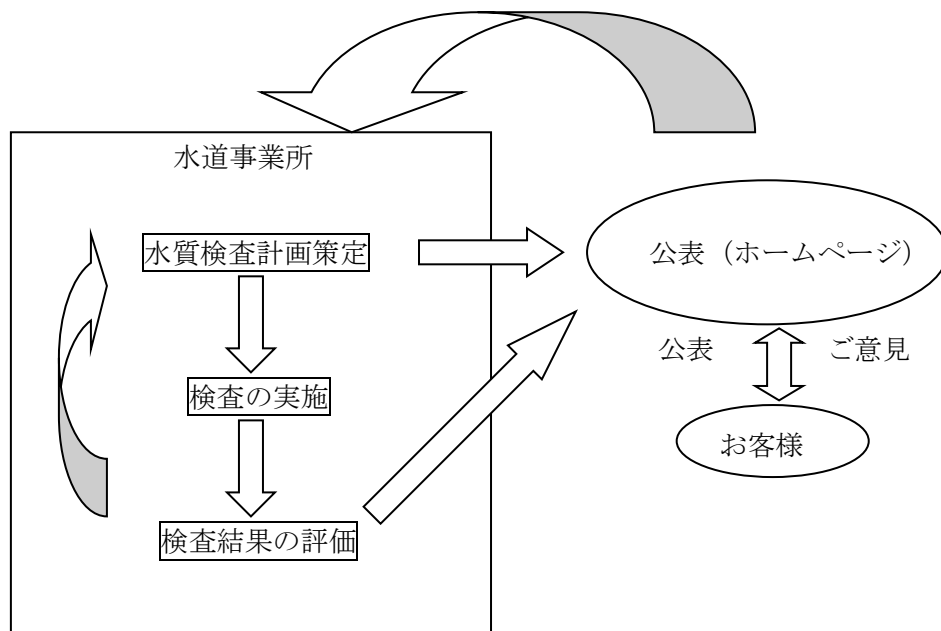 水道事業所
水質検査計画策定
公表（ホームページ）
公表
ご意見
検査の実施
お客様
検査結果の評価